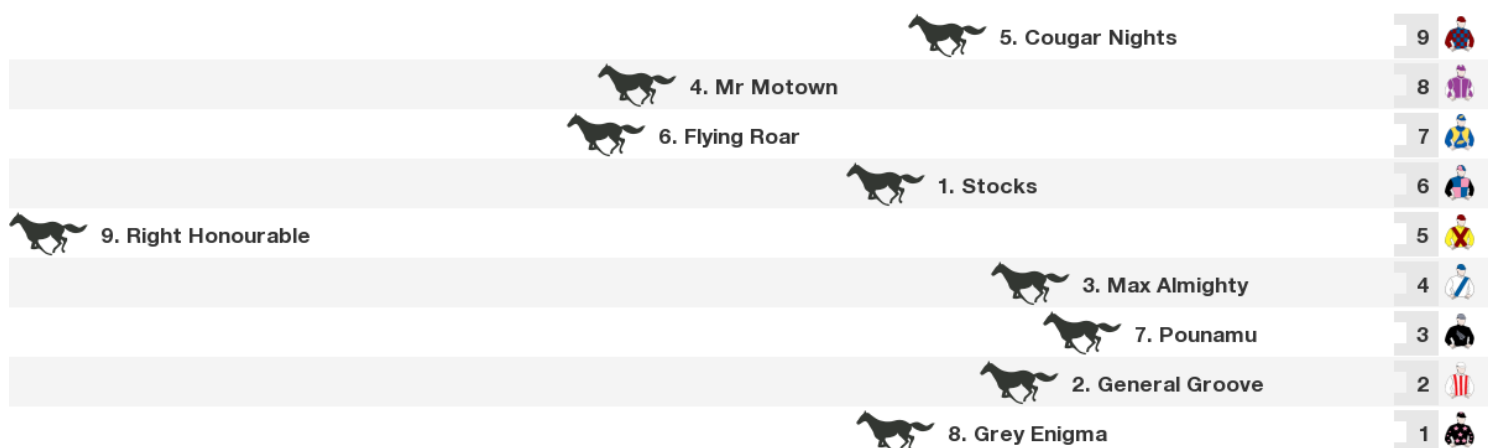 5. Cougar Nights 9
4. Mr Motown 8
6. Flying Roar 7
1. Stocks 6
9. Right Honourable 5
3. Max Almighty 4
7. Pounamu 3
2. General Groove 2
8. Grey Enigma 1